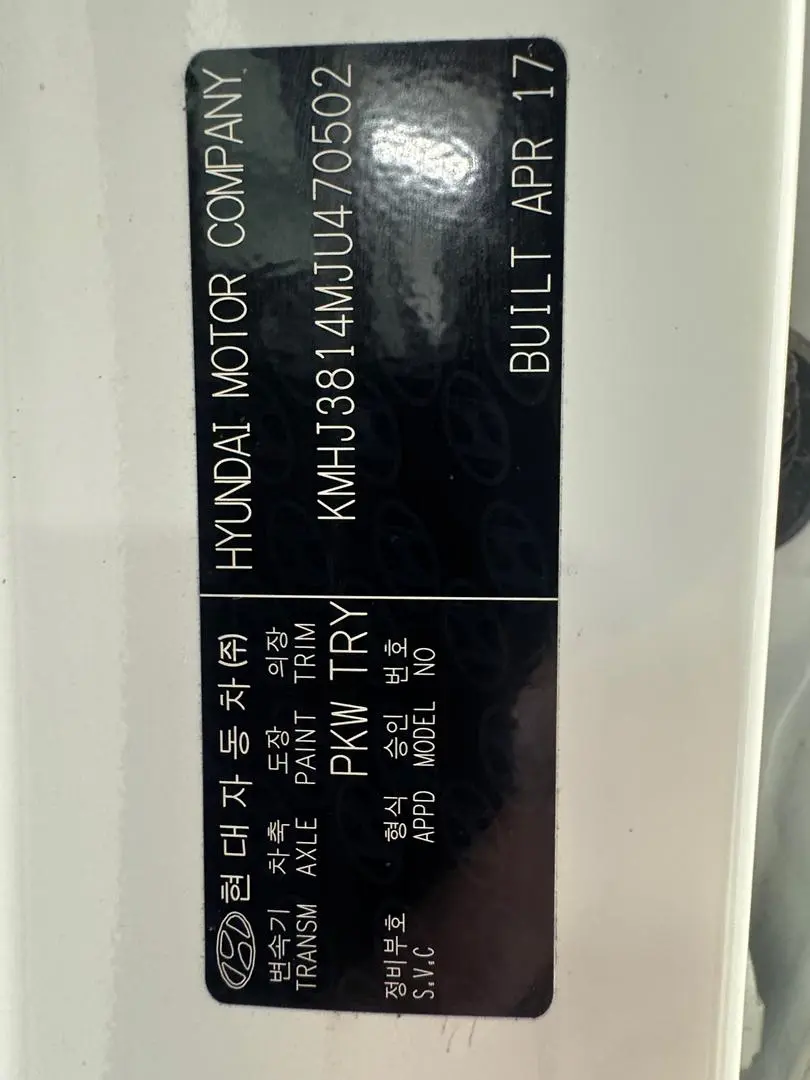 현대자동차(주)
HYUNDAI MOTOR COMPANY
변속기 차축 도장 의장
TRANSM AXLE PAINT TRIM
PKW TRY
KMHJ3814MJU470502
형식 승인 번호
APPD MODEL NO
정비부호
S.V.C
BUILT APR 17